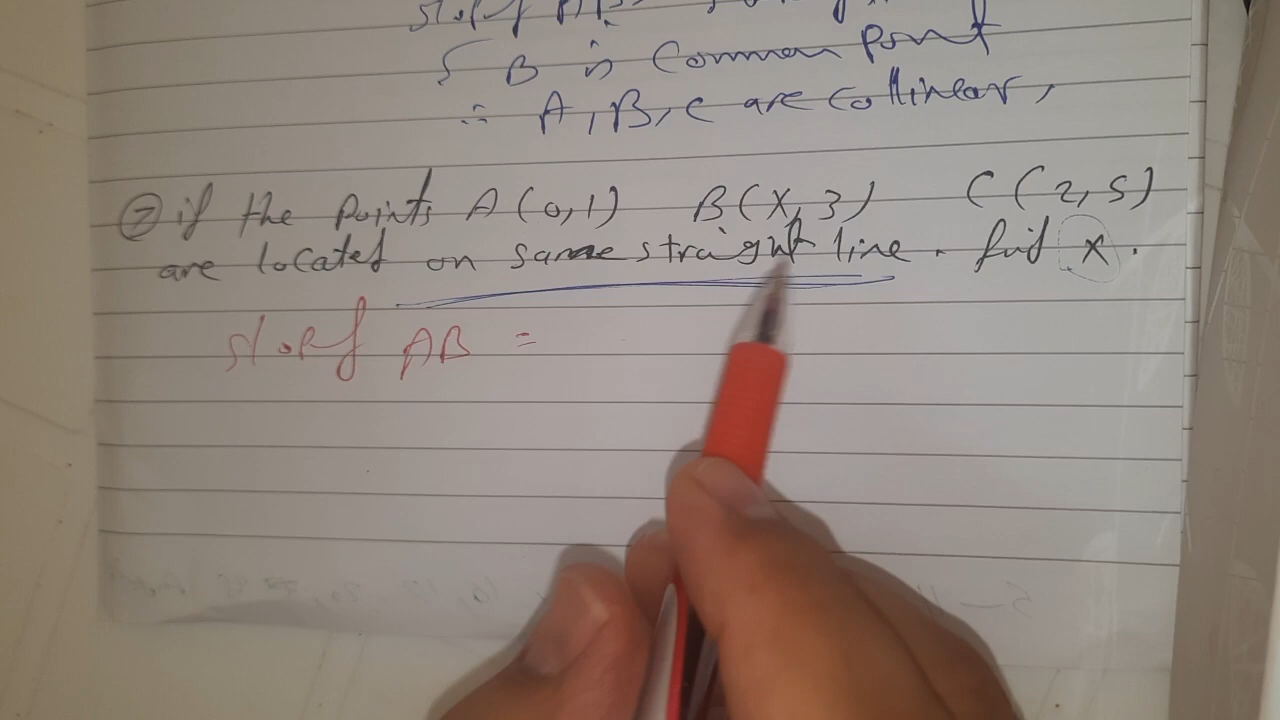 B is Common Point
∴ A, B, C are Collinear,
② if the Points A(0,1) B(X,3) C(2,5)
are located on same straight line. find x.
slope of AB =